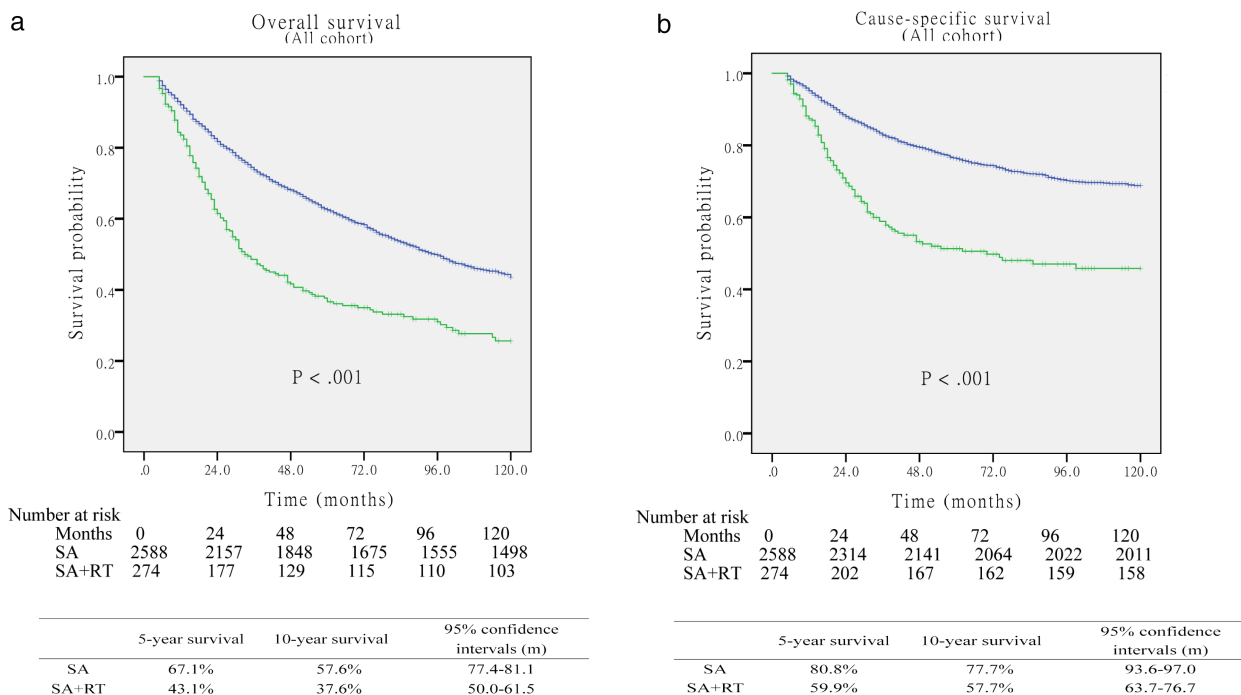 a
Overall survival
(All cohort)
Survival probability
1.0
0.8
0.6
0.4
0.2
0.0
P < .001
.0 24.0 48.0 72.0 96.0 120.0
Time (months)
Number at risk
Months 0 24 48 72 96 120
SA 2588 2157 1848 1675 1555 1498
SA+RT 274 177 129 115 110 103
5-year survival 10-year survival 95% confidence
intervals (m)
SA 67.1% 57.6% 77.4-81.1
SA+RT 43.1% 37.6% 50.0-61.5
b
Cause-specific survival
(All cohort)
Survival probability
1.0
0.8
0.6
0.4
0.2
0.0
P < .001
.0 24.0 48.0 72.0 96.0 120.0
Time (months)
Number at risk
Months 0 24 48 72 96 120
SA 2588 2314 2141 2064 2022 2011
SA+RT 274 202 167 162 159 158
5-year survival 10-year survival 95% confidence
intervals (m)
SA 80.8% 77.7% 93.6-97.0
SA+RT 59.9% 57.7% 63.7-76.7